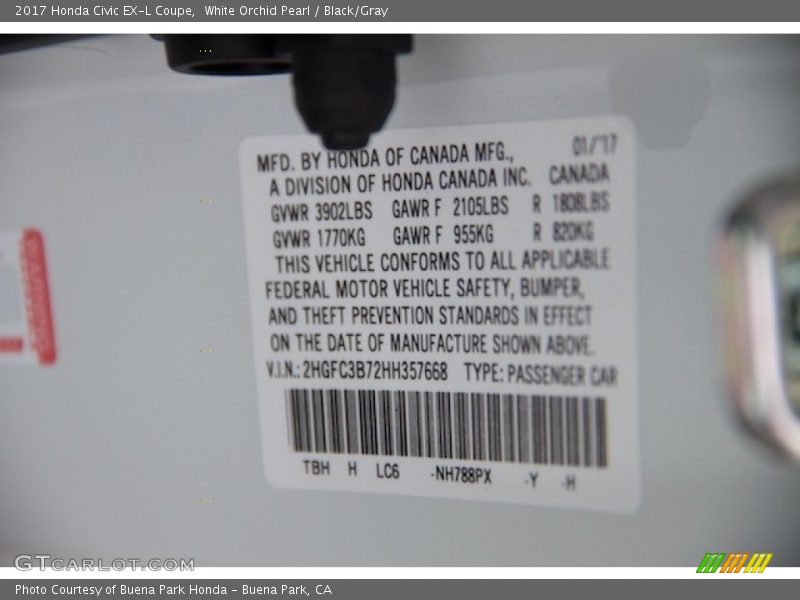 2017 Honda Civic EX-L Coupe, White Orchid Pearl / Black/Gray
MFD. BY HONDA OF CANADA MFG., 01/'17
A DIVISION OF HONDA CANADA INC. CANADA
GVWR 3902LBS GAWR F 2105LBS R 1808LBS
GVWR 1770KG GAWR F 955KG R 820KG
THIS VEHICLE CONFORMS TO ALL APPLICABLE
FEDERAL MOTOR VEHICLE SAFETY, BUMPER,
AND THEFT PREVENTION STANDARDS IN EFFECT
ON THE DATE OF MANUFACTURE SHOWN ABOVE.
V.I.N.: 2HGFC3B72HH357668 TYPE: PASSENGER CAR
TBH H LC6 -NH788PX -Y -H
GTCARLOT.COM
Photo Courtesy of Buena Park Honda - Buena Park, CA